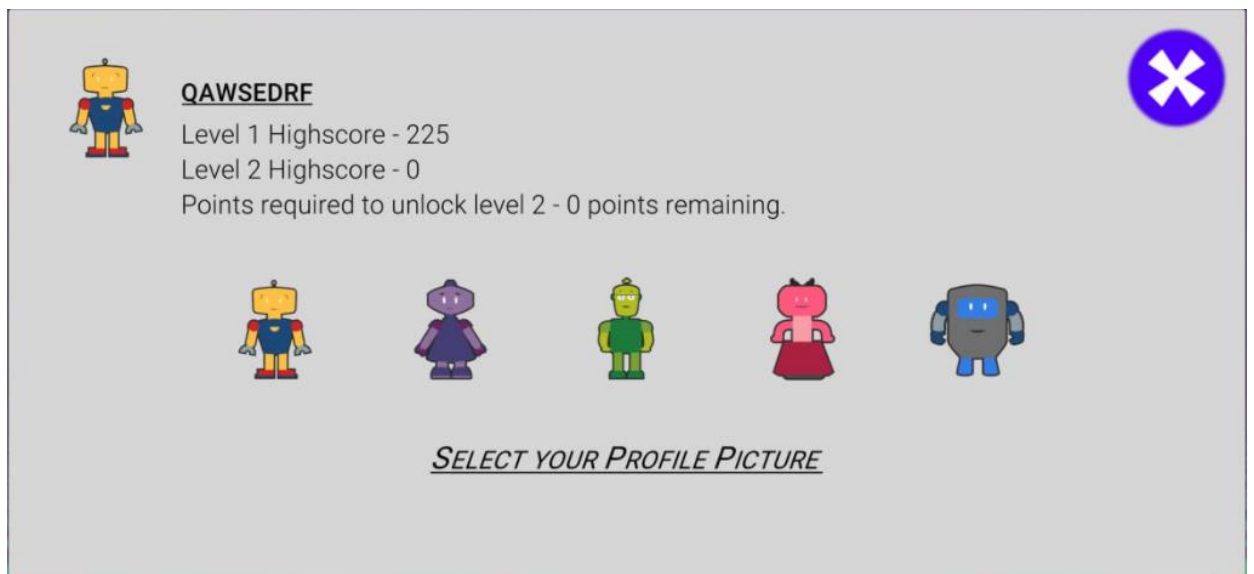 QAWSEDRF
Level 1 Highscore - 225
Level 2 Highscore - 0
Points required to unlock level 2 - 0 points remaining.
SELECT YOUR PROFILE PICTURE